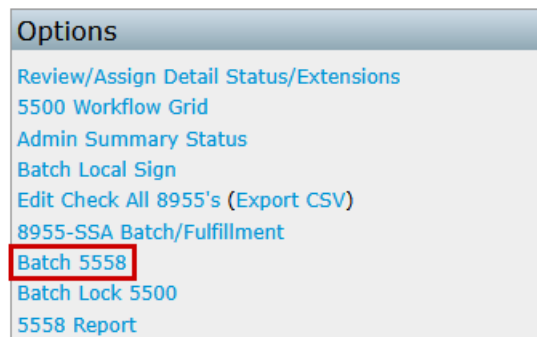 Options
Review/Assign Detail Status/Extensions
5500 Workflow Grid
Admin Summary Status
Batch Local Sign
Edit Check All 8955's (Export CSV)
8955-SSA Batch/Fulfillment
Batch 5558
Batch Lock 5500
5558 Report